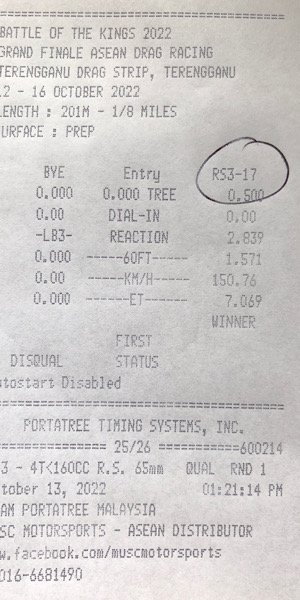 ==============================
BATTLE OF THE KINGS 2022
GRAND FINALE ASEAN DRAG RACING
TERENGGANU DRAG STRIP, TERENGGANU
12 - 16 OCTOBER 2022
LENGTH : 201M - 1/8 MILES
SURFACE : PREP
BYE Entry RS3-17
0.000 0.000 TREE 0.500
0.00 DIAL-IN 0.00
-LB3- REACTION 2.839
0.000 ------60FT------ 1.571
0.00 ------KM/H------ 150.76
0.000 -------ET------- 7.069
WINNER
FIRST
DISQUAL STATUS
utostart Disabled
==============================
PORTATREE TIMING SYSTEMS, INC.
=============== 25/26 ===========600214
3 - 4T<160CC R.S. 65mm QUAL RND 1
tober 13, 2022 01:21:14 PM
AM PORTATREE MALAYSIA
SC MOTORSPORTS - ASEAN DISTRIBUTOR
w.facebook.com/muscmotorsports
016-6681490